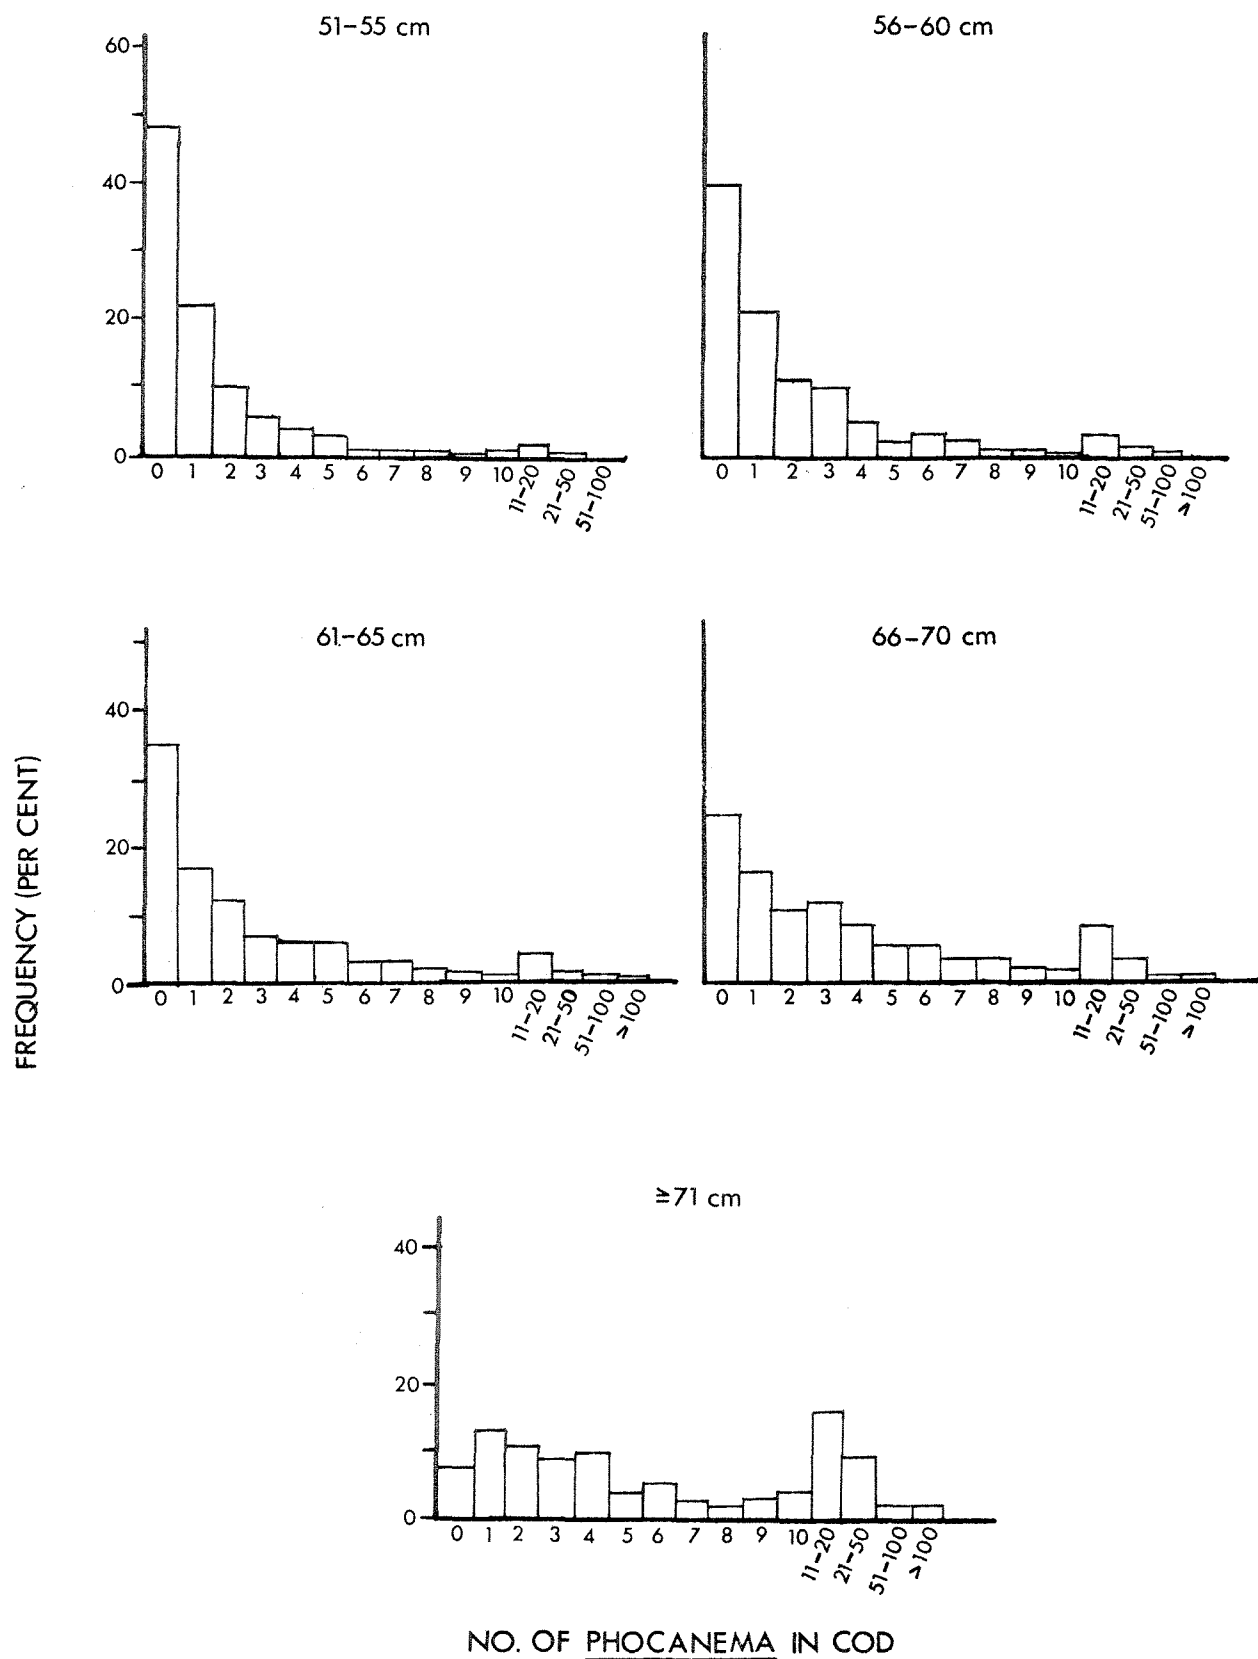 51-55 cm
60
40
20
0
0 1 2 3 4 5 6 7 8 9 10 11-20 21-50 51-100
56-60 cm
0 1 2 3 4 5 6 7 8 9 10 11-20 21-50 51-100 >100
61-65 cm
40
20
0
0 1 2 3 4 5 6 7 8 9 10 11-20 21-50 51-100 >100
66-70 cm
0 1 2 3 4 5 6 7 8 9 10 11-20 21-50 51-100 >100
FREQUENCY (PER CENT)
≥71 cm
40
20
0
0 1 2 3 4 5 6 7 8 9 10 11-20 21-50 51-100 >100
NO. OF PHOCANEMA IN COD